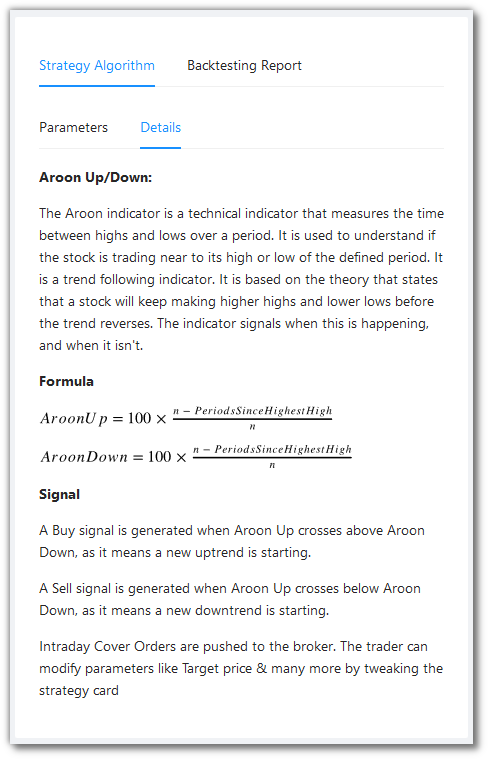 Strategy Algorithm Backtesting Report
Parameters Details
Aroon Up/Down:
The Aroon indicator is a technical indicator that measures the time
between highs and lows over a period. It is used to understand if
the stock is trading near to its high or low of the defined period. It
is a trend following indicator. It is based on the theory that states
that a stock will keep making higher highs and lower lows before
the trend reverses. The indicator signals when this is happening,
and when it isn't.
Formula
AroonUp = 100 × (n − PeriodsSinceHighestHigh)/n
AroonDown = 100 × (n − PeriodsSinceHighestHigh)/n
Signal
A Buy signal is generated when Aroon Up crosses above Aroon
Down, as it means a new uptrend is starting.
A Sell signal is generated when Aroon Up crosses below Aroon
Down, as it means a new downtrend is starting.
Intraday Cover Orders are pushed to the broker. The trader can
modify parameters like Target price & many more by tweaking the
strategy card